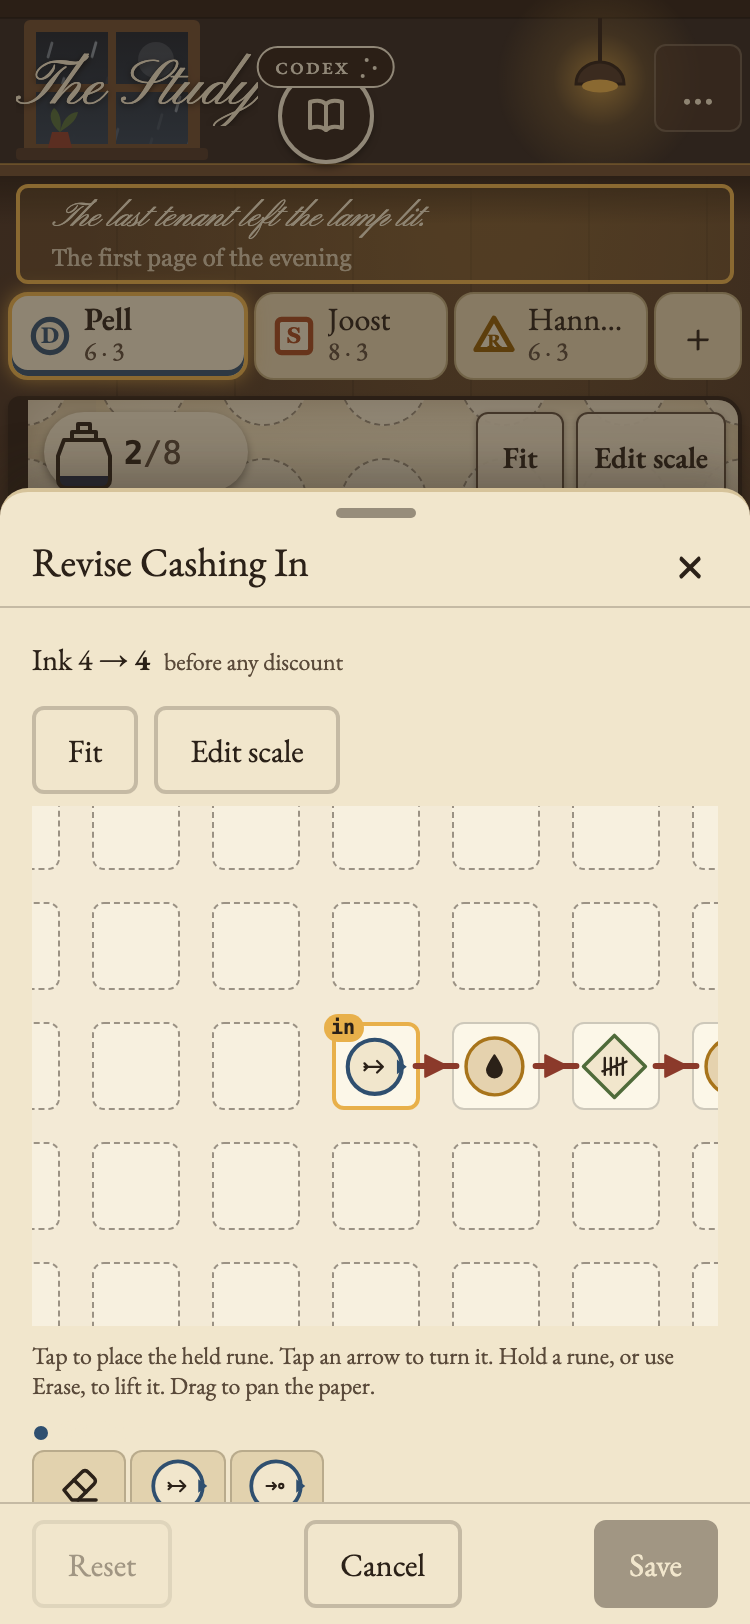 The Study
CODEX
...
The last tenant left the lamp lit.
The first page of the evening
D Pell
6 · 3
S Joost
8 · 3
R Hann...
6 · 3
+
2/8
Fit
Edit scale
Revise Cashing In
Ink 4 → 4 before any discount
Fit
Edit scale
in
Tap to place the held rune. Tap an arrow to turn it. Hold a rune, or use
Erase, to lift it. Drag to pan the paper.
Reset
Cancel
Save